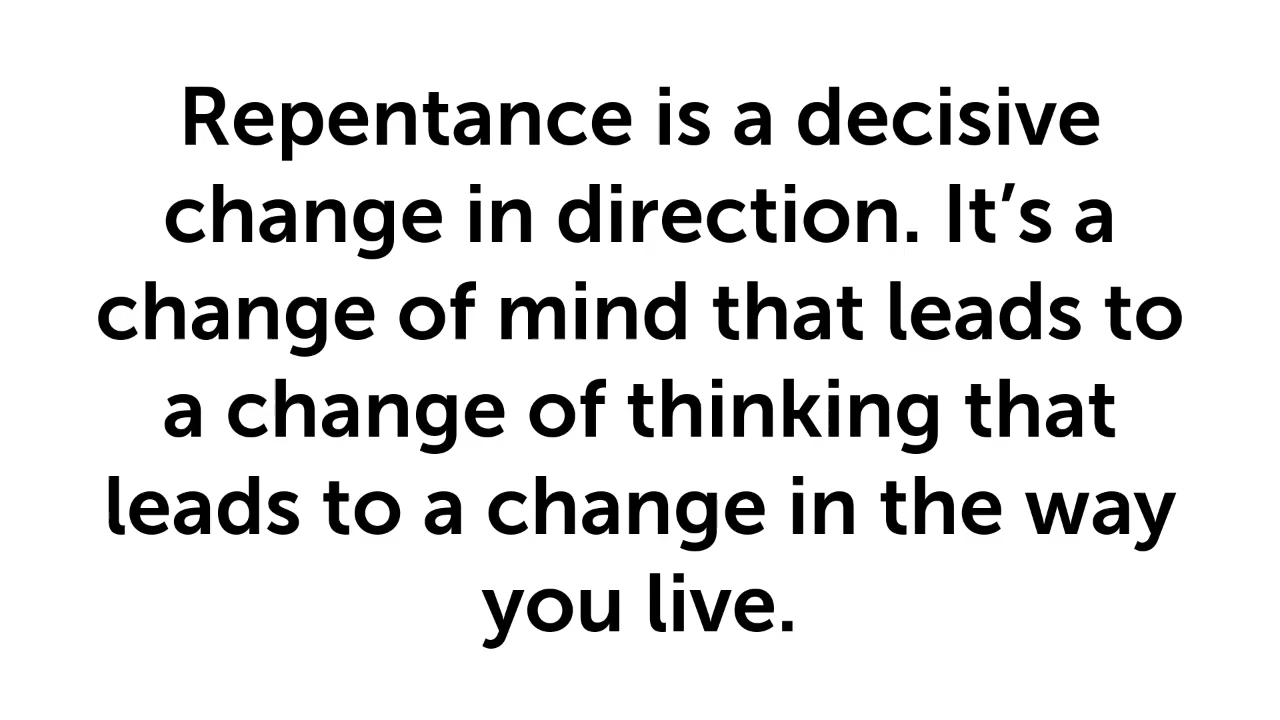 Repentance is a decisive
change in direction. It’s a
change of mind that leads to
a change of thinking that
leads to a change in the way
you live.